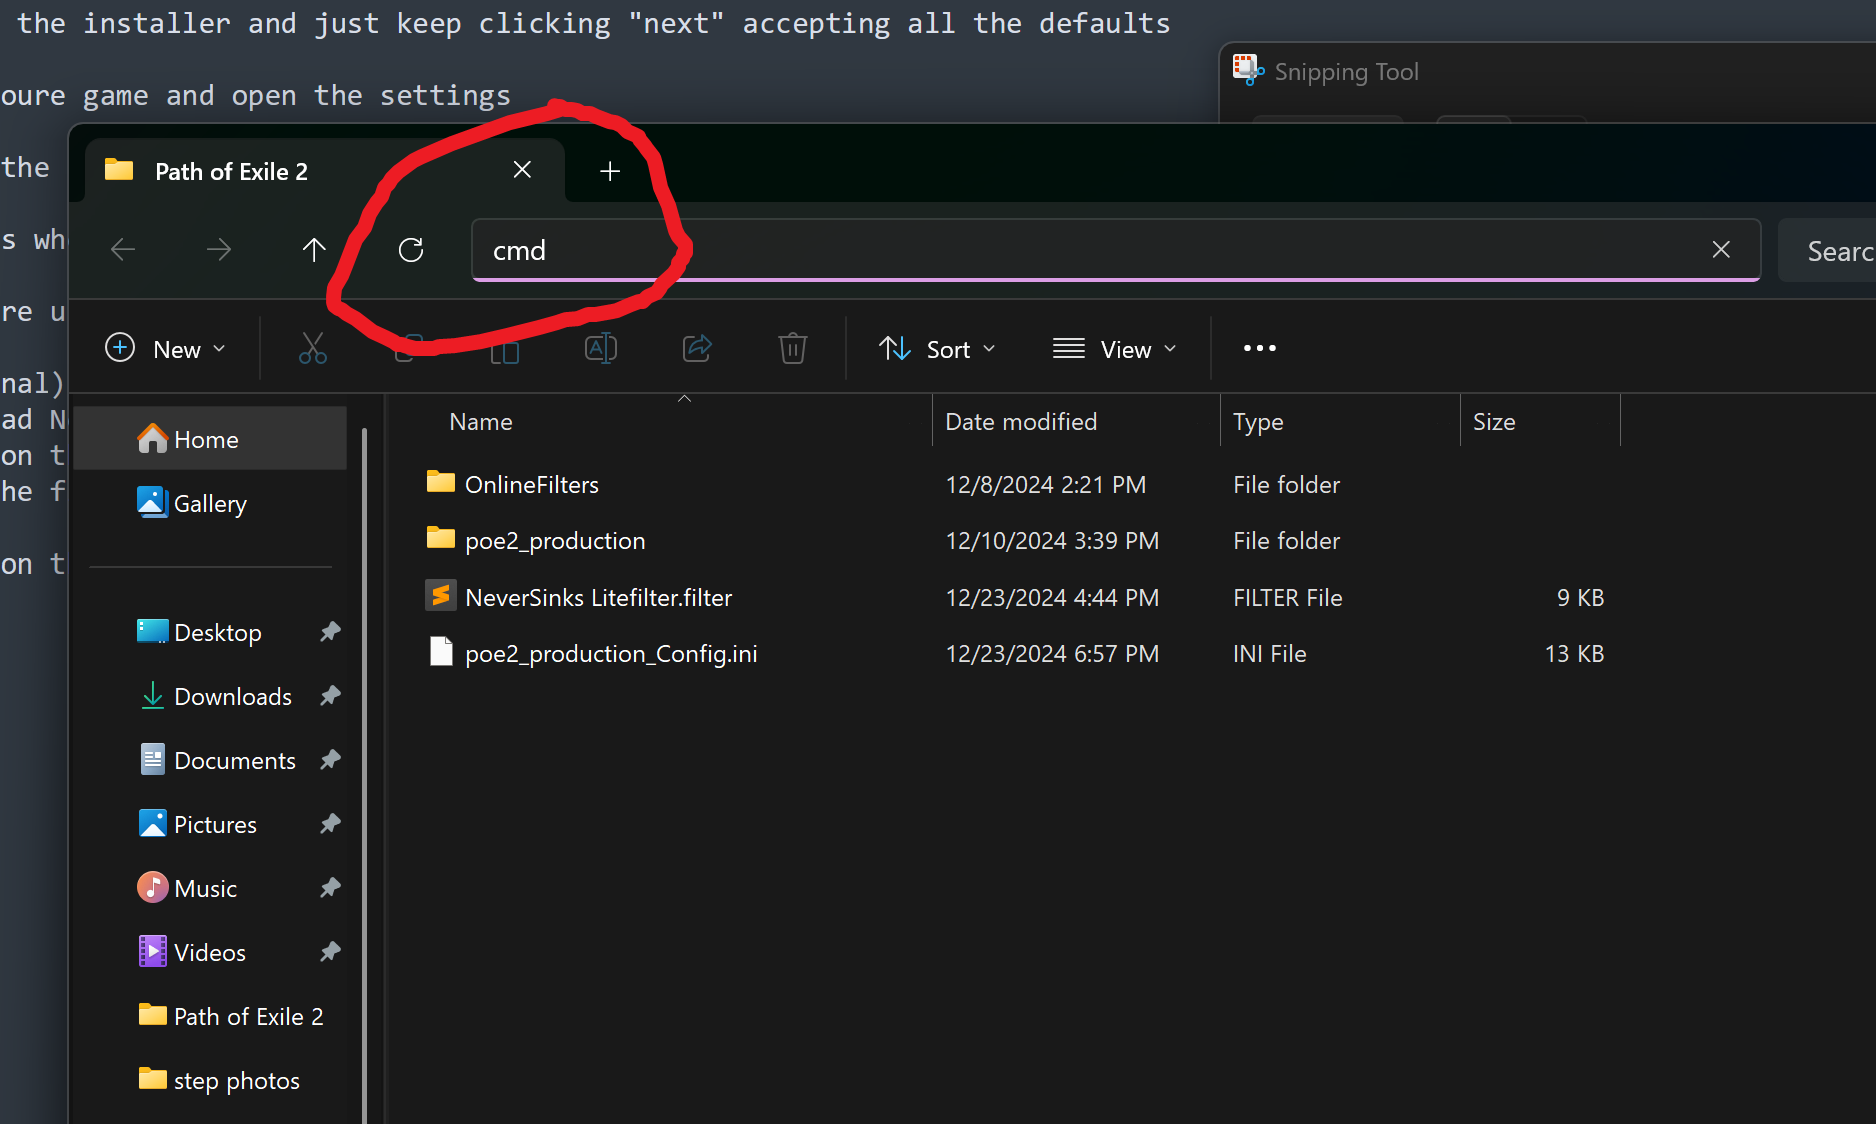 the installer and just keep clicking "next" accepting all the defaults
Snipping Tool
oure game and open the settings
the
Path of Exile 2
s wh
cmd
Searc
re u
New
Sort
View
nal)
ad N
on t
he f
on t
Home
Gallery
Desktop
Downloads
Documents
Pictures
Music
Videos
Path of Exile 2
step photos
Name Date modified Type Size
OnlineFilters 12/8/2024 2:21 PM File folder
poe2_production 12/10/2024 3:39 PM File folder
NeverSinks Litefilter.filter 12/23/2024 4:44 PM FILTER File 9 KB
poe2_production_Config.ini 12/23/2024 6:57 PM INI File 13 KB